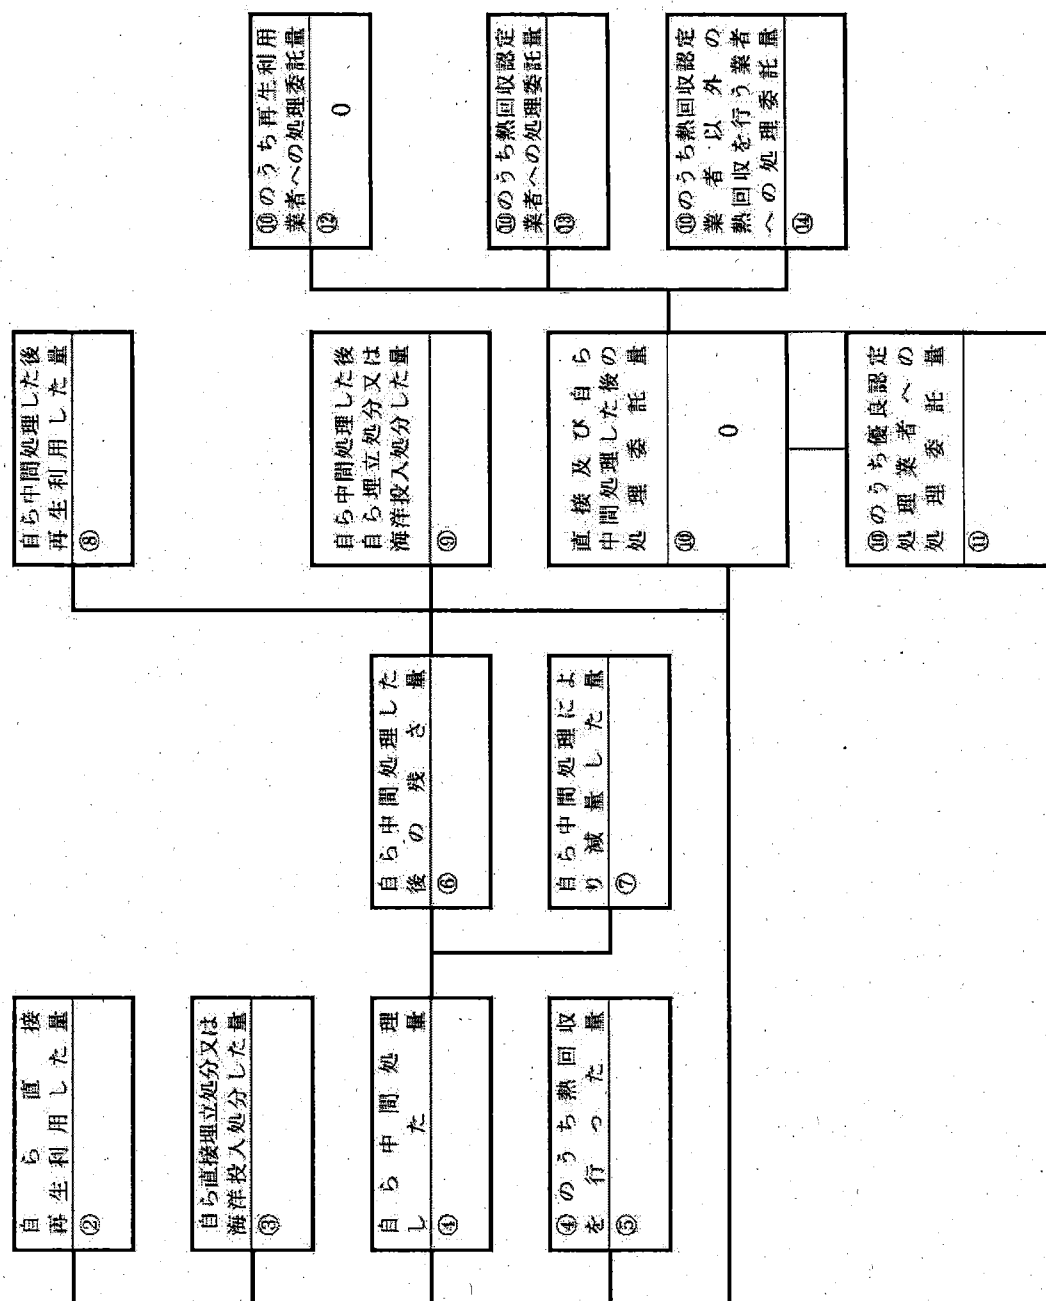 自ら直接
再生利用した量
②
自ら直接埋立処分又は
海洋投入処分した量
③
自ら中間処理
した量
④
④のうち熱回収
を行った量
⑤
自ら中間処理した
後の残さ量
⑥
自ら中間処理によ
り減量した量
⑦
自ら中間処理した後
再生利用した量
⑧
自ら中間処理した後
自ら埋立処分又は
海洋投入処分した量
⑨
直接及び自ら
中間処理した後の
処理委託量
⑩
0
⑩のうち優良認定
処理業者への
処理委託量
⑪
⑩のうち再生利用
業者への処理委託量
⑫
0
⑩のうち熱回収認定
業者への処理委託量
⑬
⑩のうち熱回収認定
業者以外の
熱回収を行う業者
への処理委託量
⑭